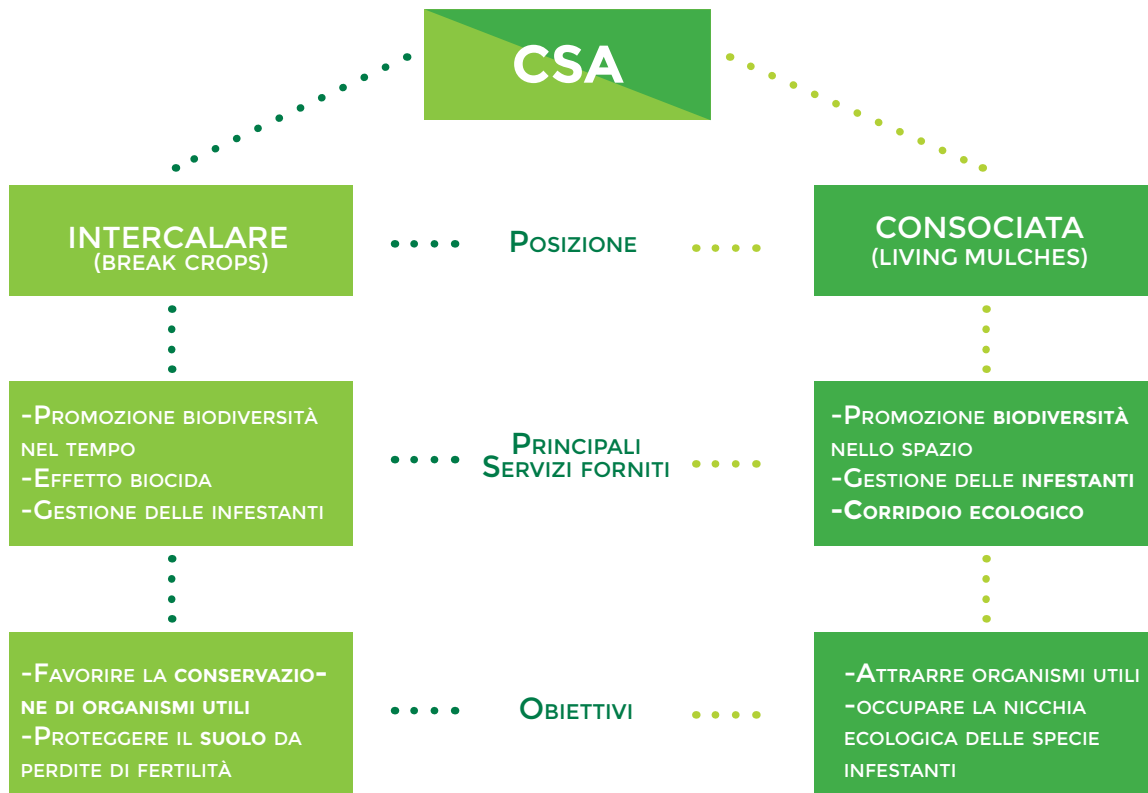 CSA
INTERCALARE
(BREAK CROPS)
Posizione
CONSOCIATA
(LIVING MULCHES)
-Promozione biodiversità
nel tempo
-Effetto biocida
-Gestione delle infestanti
Principali
Servizi forniti
-Promozione biodiversità
nello spazio
-Gestione delle infestanti
-Corridoio ecologico
-Favorire la conservazio-
ne di organismi utili
-Proteggere il suolo da
perdite di fertilità
Obiettivi
-Attrarre organismi utili
-occupare la nicchia
ecologica delle specie
infestanti